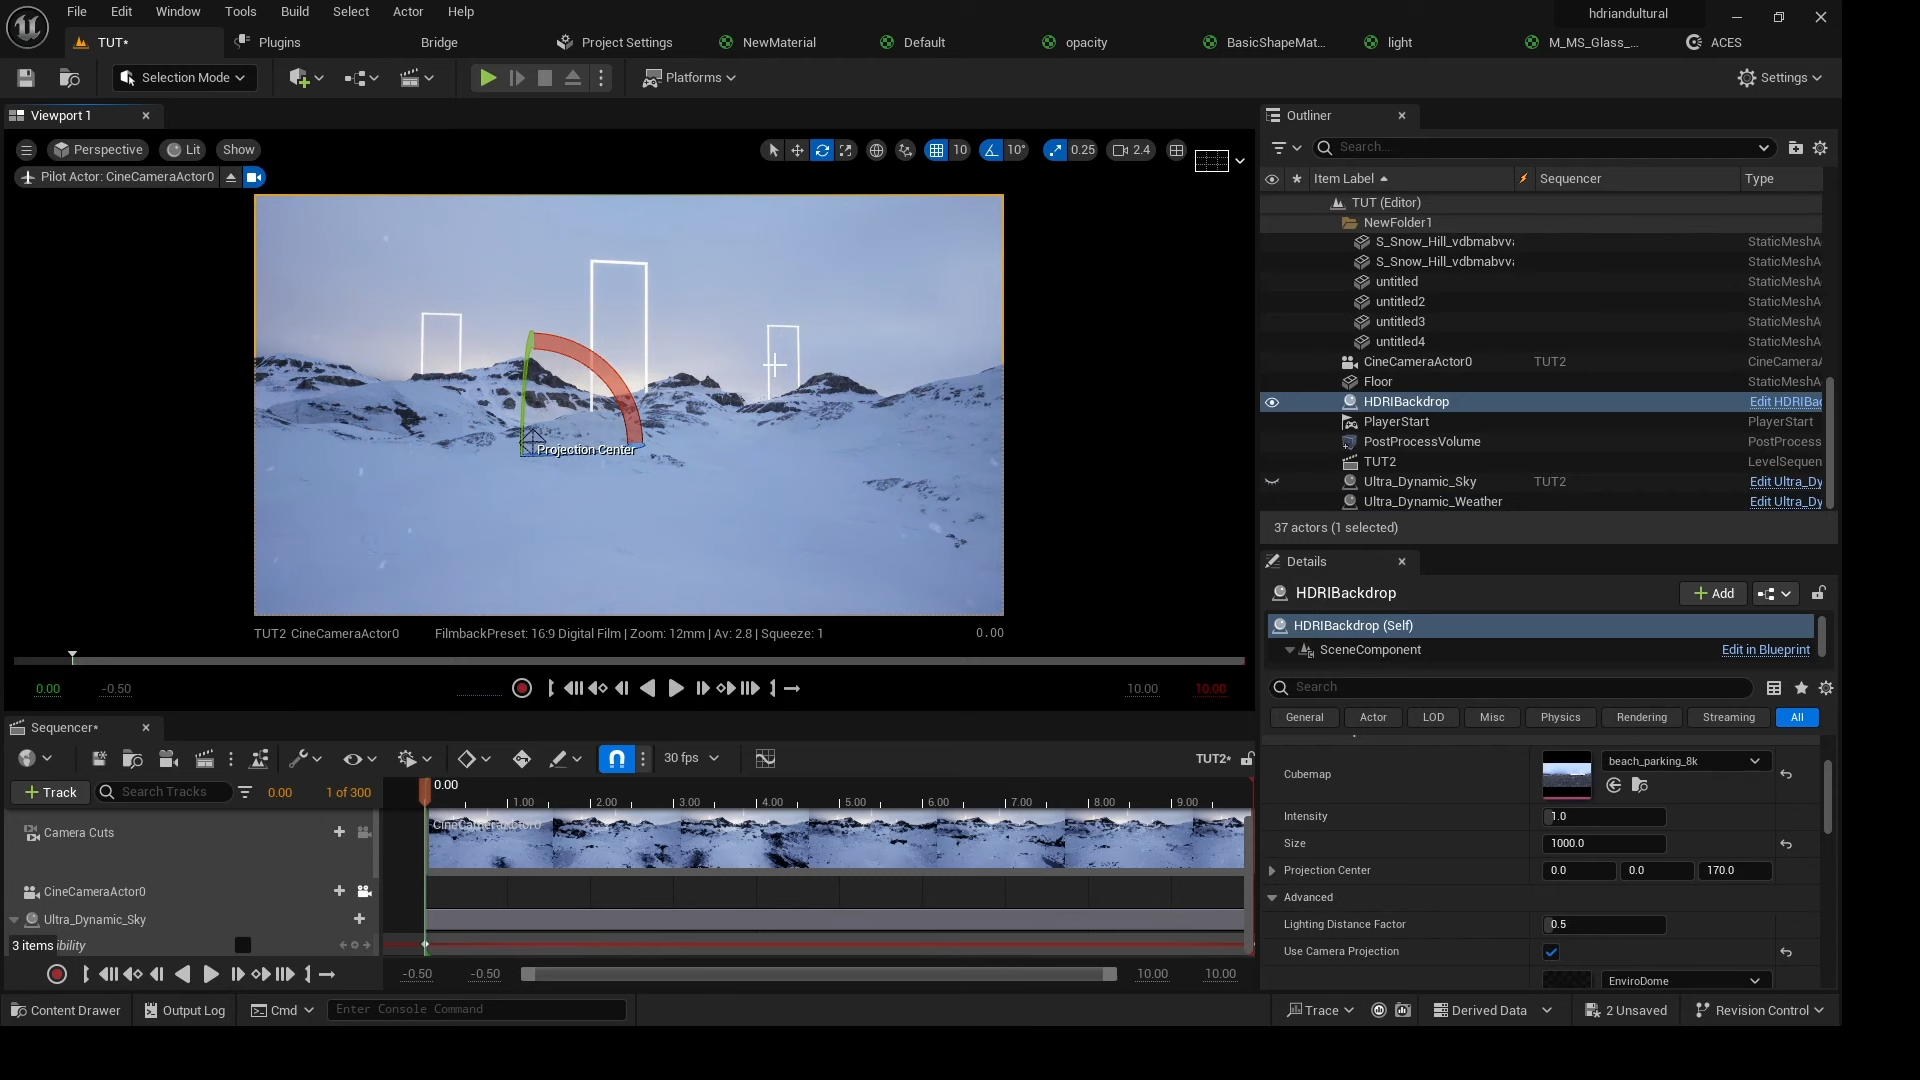 File Edit Window Tools Build Select Actor Help
hdriandultural
TUT* Plugins Bridge Project Settings NewMaterial Default opacity BasicShapeMat... light M_MS_Glass_... ACES
Selection Mode Platforms Settings
Viewport 1
Perspective Lit Show 10 10° 0.25 2.4
Pilot Actor: CineCameraActor0
Projection Center
TUT2 CineCameraActor0 FilmbackPreset: 16:9 Digital Film | Zoom: 12mm | Av: 2.8 | Squeeze: 1 0.00
0.00 -0.50 10.00 10.00
Sequencer*
30 fps TUT2*
Track Search Tracks 0.00 1 of 300
0.00
1.00 2.00 3.00 4.00 5.00 6.00 7.00 8.00 9.00
CineCameraActor0
Camera Cuts
CineCameraActor0
Ultra_Dynamic_Sky
3 items ibility
-0.50 -0.50 10.00 10.00
Content Drawer Output Log Cmd Enter Console Command
Outliner
Search...
Item Label Sequencer Type
TUT (Editor)
NewFolder1
S_Snow_Hill_vdbmabvv StaticMeshA
S_Snow_Hill_vdbmabvv StaticMeshA
untitled StaticMeshA
untitled2 StaticMeshA
untitled3 StaticMeshA
untitled4 StaticMeshA
CineCameraActor0 TUT2 CineCameraA
Floor StaticMeshA
HDRIBackdrop Edit HDRIBac
PlayerStart PlayerStart
PostProcessVolume PostProcess
TUT2 LevelSequen
Ultra_Dynamic_Sky TUT2 Edit Ultra_Dy
Ultra_Dynamic_Weather Edit Ultra_Dy
37 actors (1 selected)
Details
HDRIBackdrop Add
HDRIBackdrop (Self)
SceneComponent Edit in Blueprint
Search
General Actor LOD Misc Physics Rendering Streaming All
Cubemap beach_parking_8k
Intensity 1.0
Size 1000.0
Projection Center 0.0 0.0 170.0
Advanced
Lighting Distance Factor 0.5
Use Camera Projection
EnviroDome
Trace Derived Data 2 Unsaved Revision Control